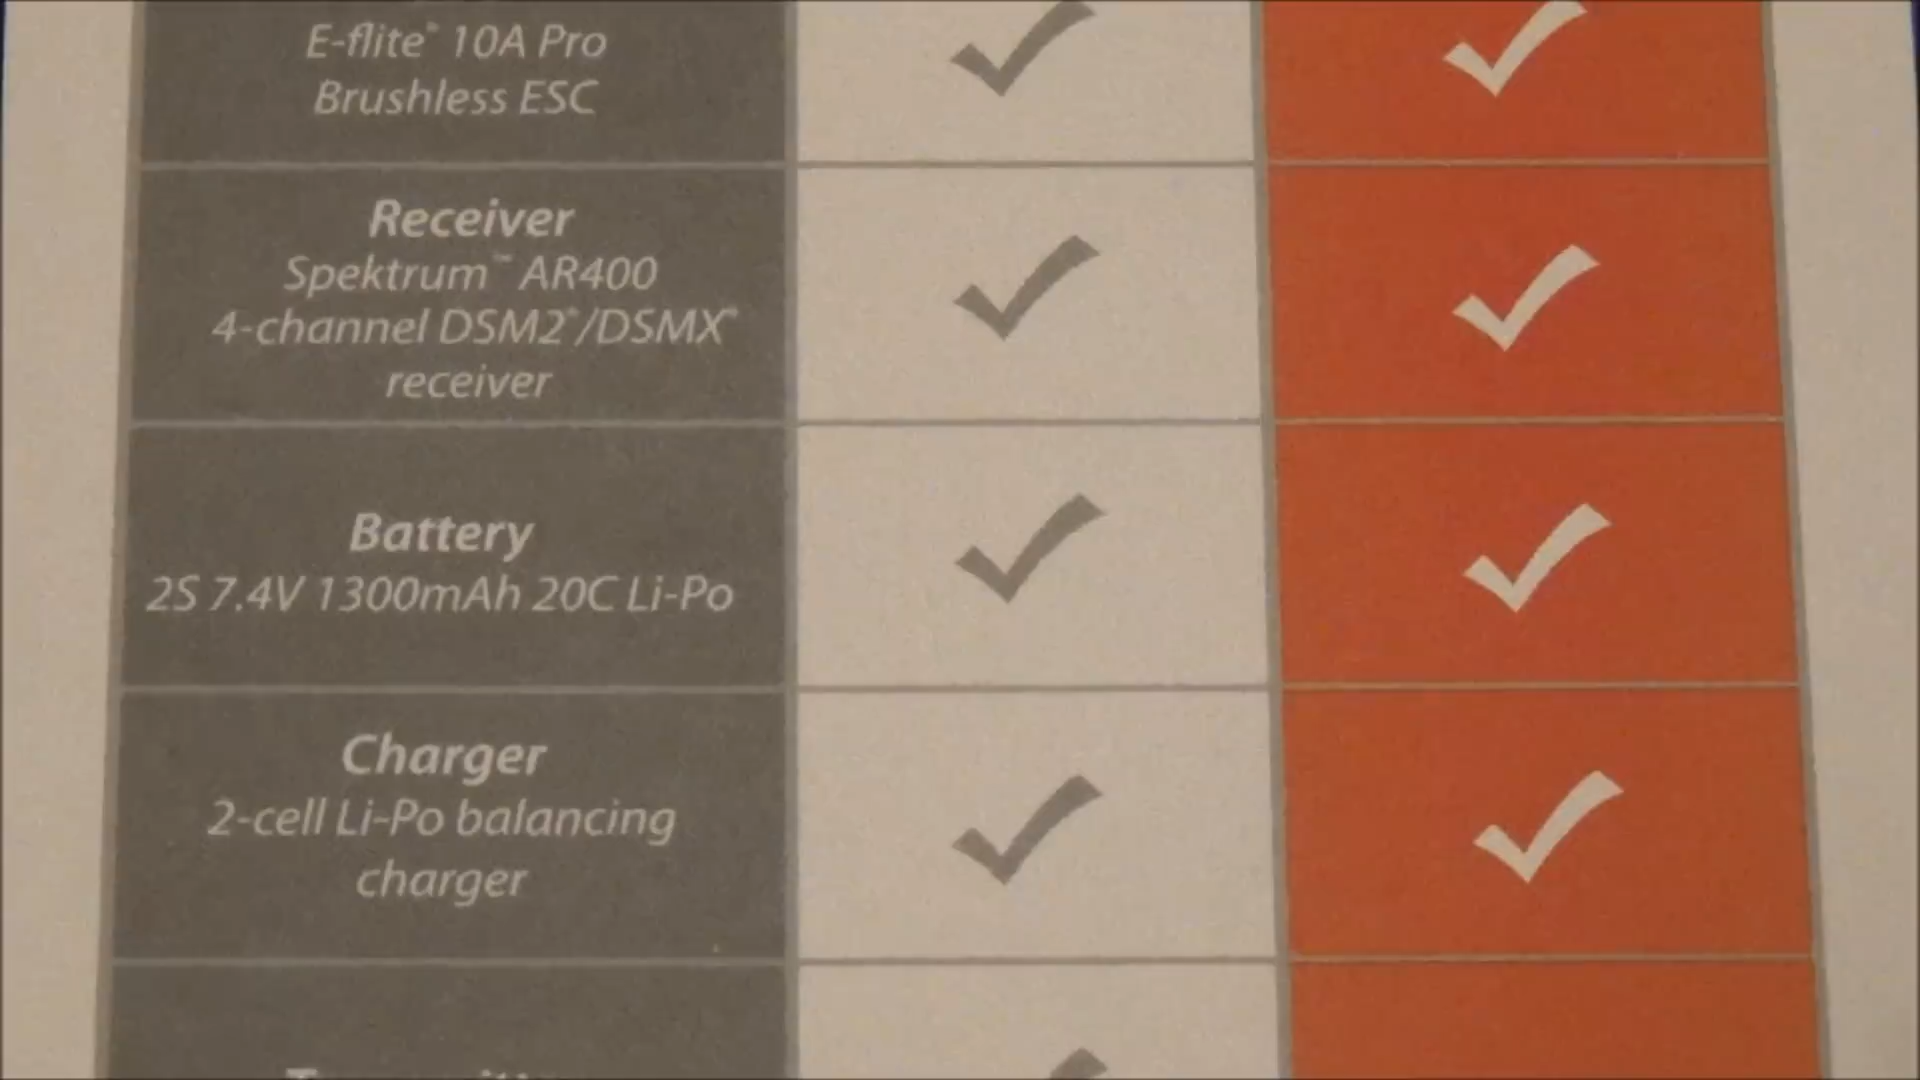 E-flite® 10A Pro
Brushless ESC
Receiver
Spektrum™ AR400
4-channel DSM2®/DSMX®
receiver
Battery
2S 7.4V 1300mAh 20C Li-Po
Charger
2-cell Li-Po balancing
charger